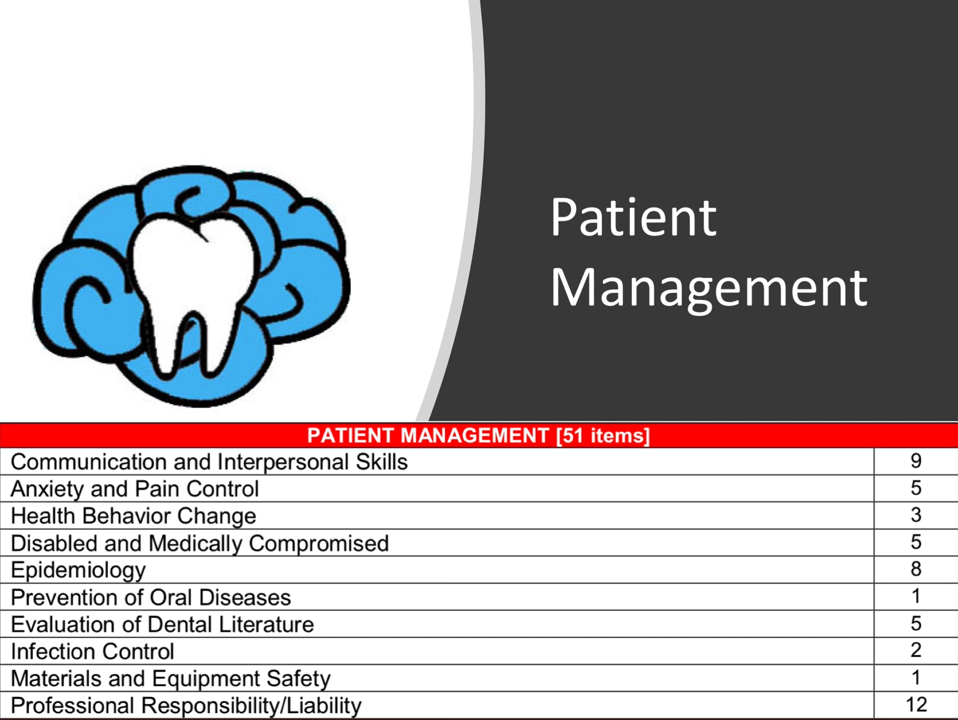 Patient
Management
PATIENT MANAGEMENT [51 items]
Communication and Interpersonal Skills 9
Anxiety and Pain Control 5
Health Behavior Change 3
Disabled and Medically Compromised 5
Epidemiology 8
Prevention of Oral Diseases 1
Evaluation of Dental Literature 5
Infection Control 2
Materials and Equipment Safety 1
Professional Responsibility/Liability 12